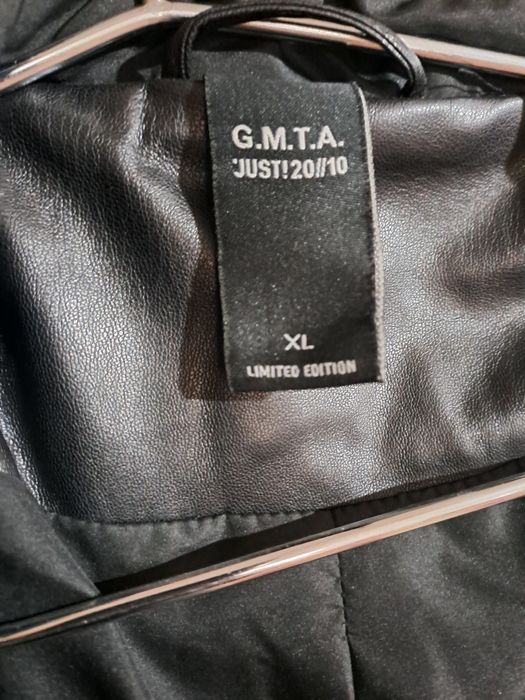 G.M.T.A.
'JUST!20//10
XL
LIMITED EDITION